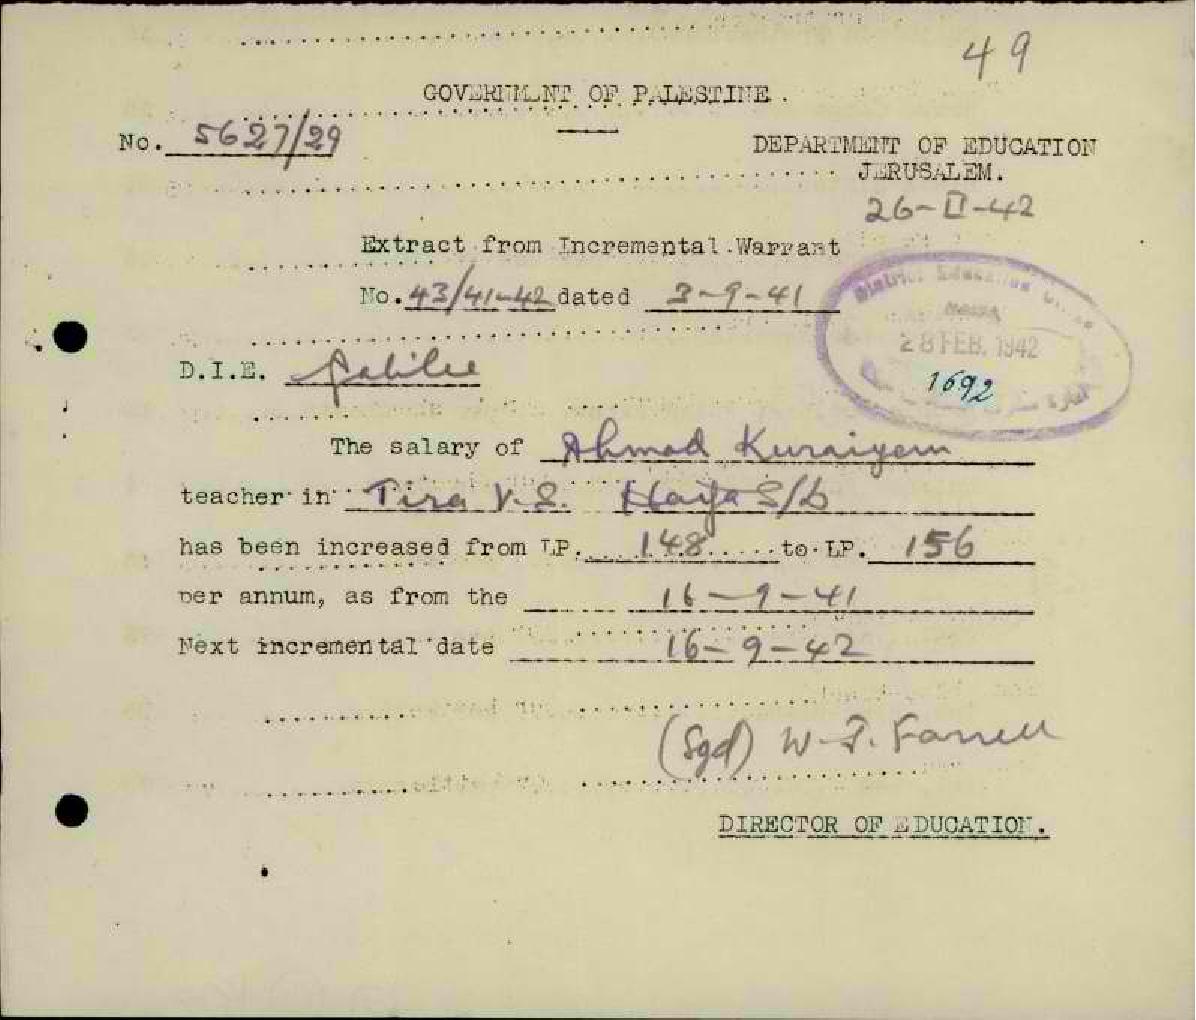 49
GOVERNMENT OF PALESTINE.
No. 5627/29
DEPARTMENT OF EDUCATION
JERUSALEM.
26-II-42
Extract from Incremental Warrant
No. 43/41-42 dated 3-9-41
District Education
28 FEB. 1942
1692
D.I.E. Galilee
The salary of Ahmad Kuraiyem
teacher in Tira V.S. Haifa S/D
has been increased from LP. 148 to LP. 156
per annum, as from the 16-9-41
Next incremental date 16-9-42
(Sgd) W.J. Farrell
DIRECTOR OF EDUCATION.